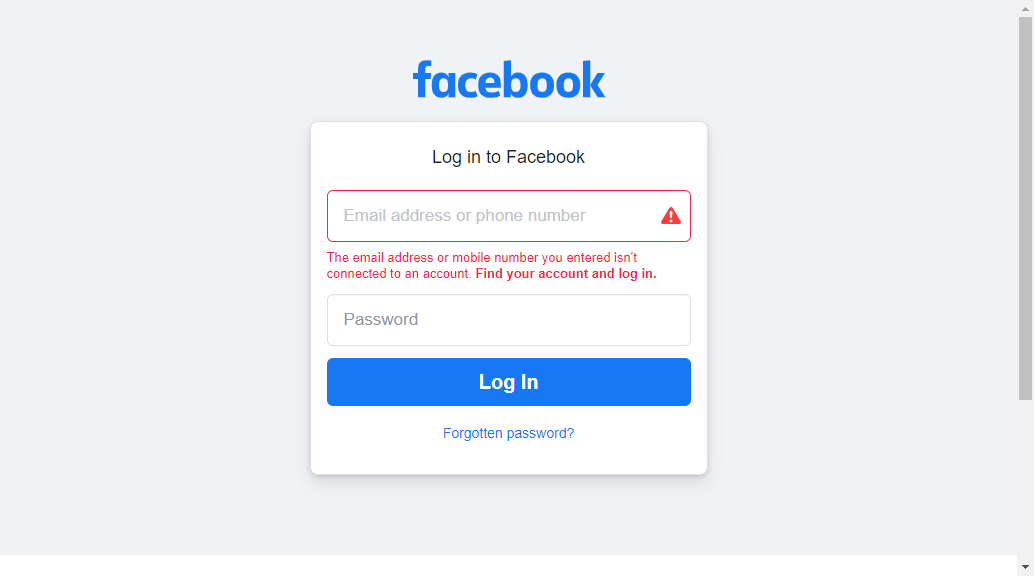 facebook
Log in to Facebook
Email address or phone number
The email address or mobile number you entered isn't
connected to an account. Find your account and log in.
Password
Log In
Forgotten password?